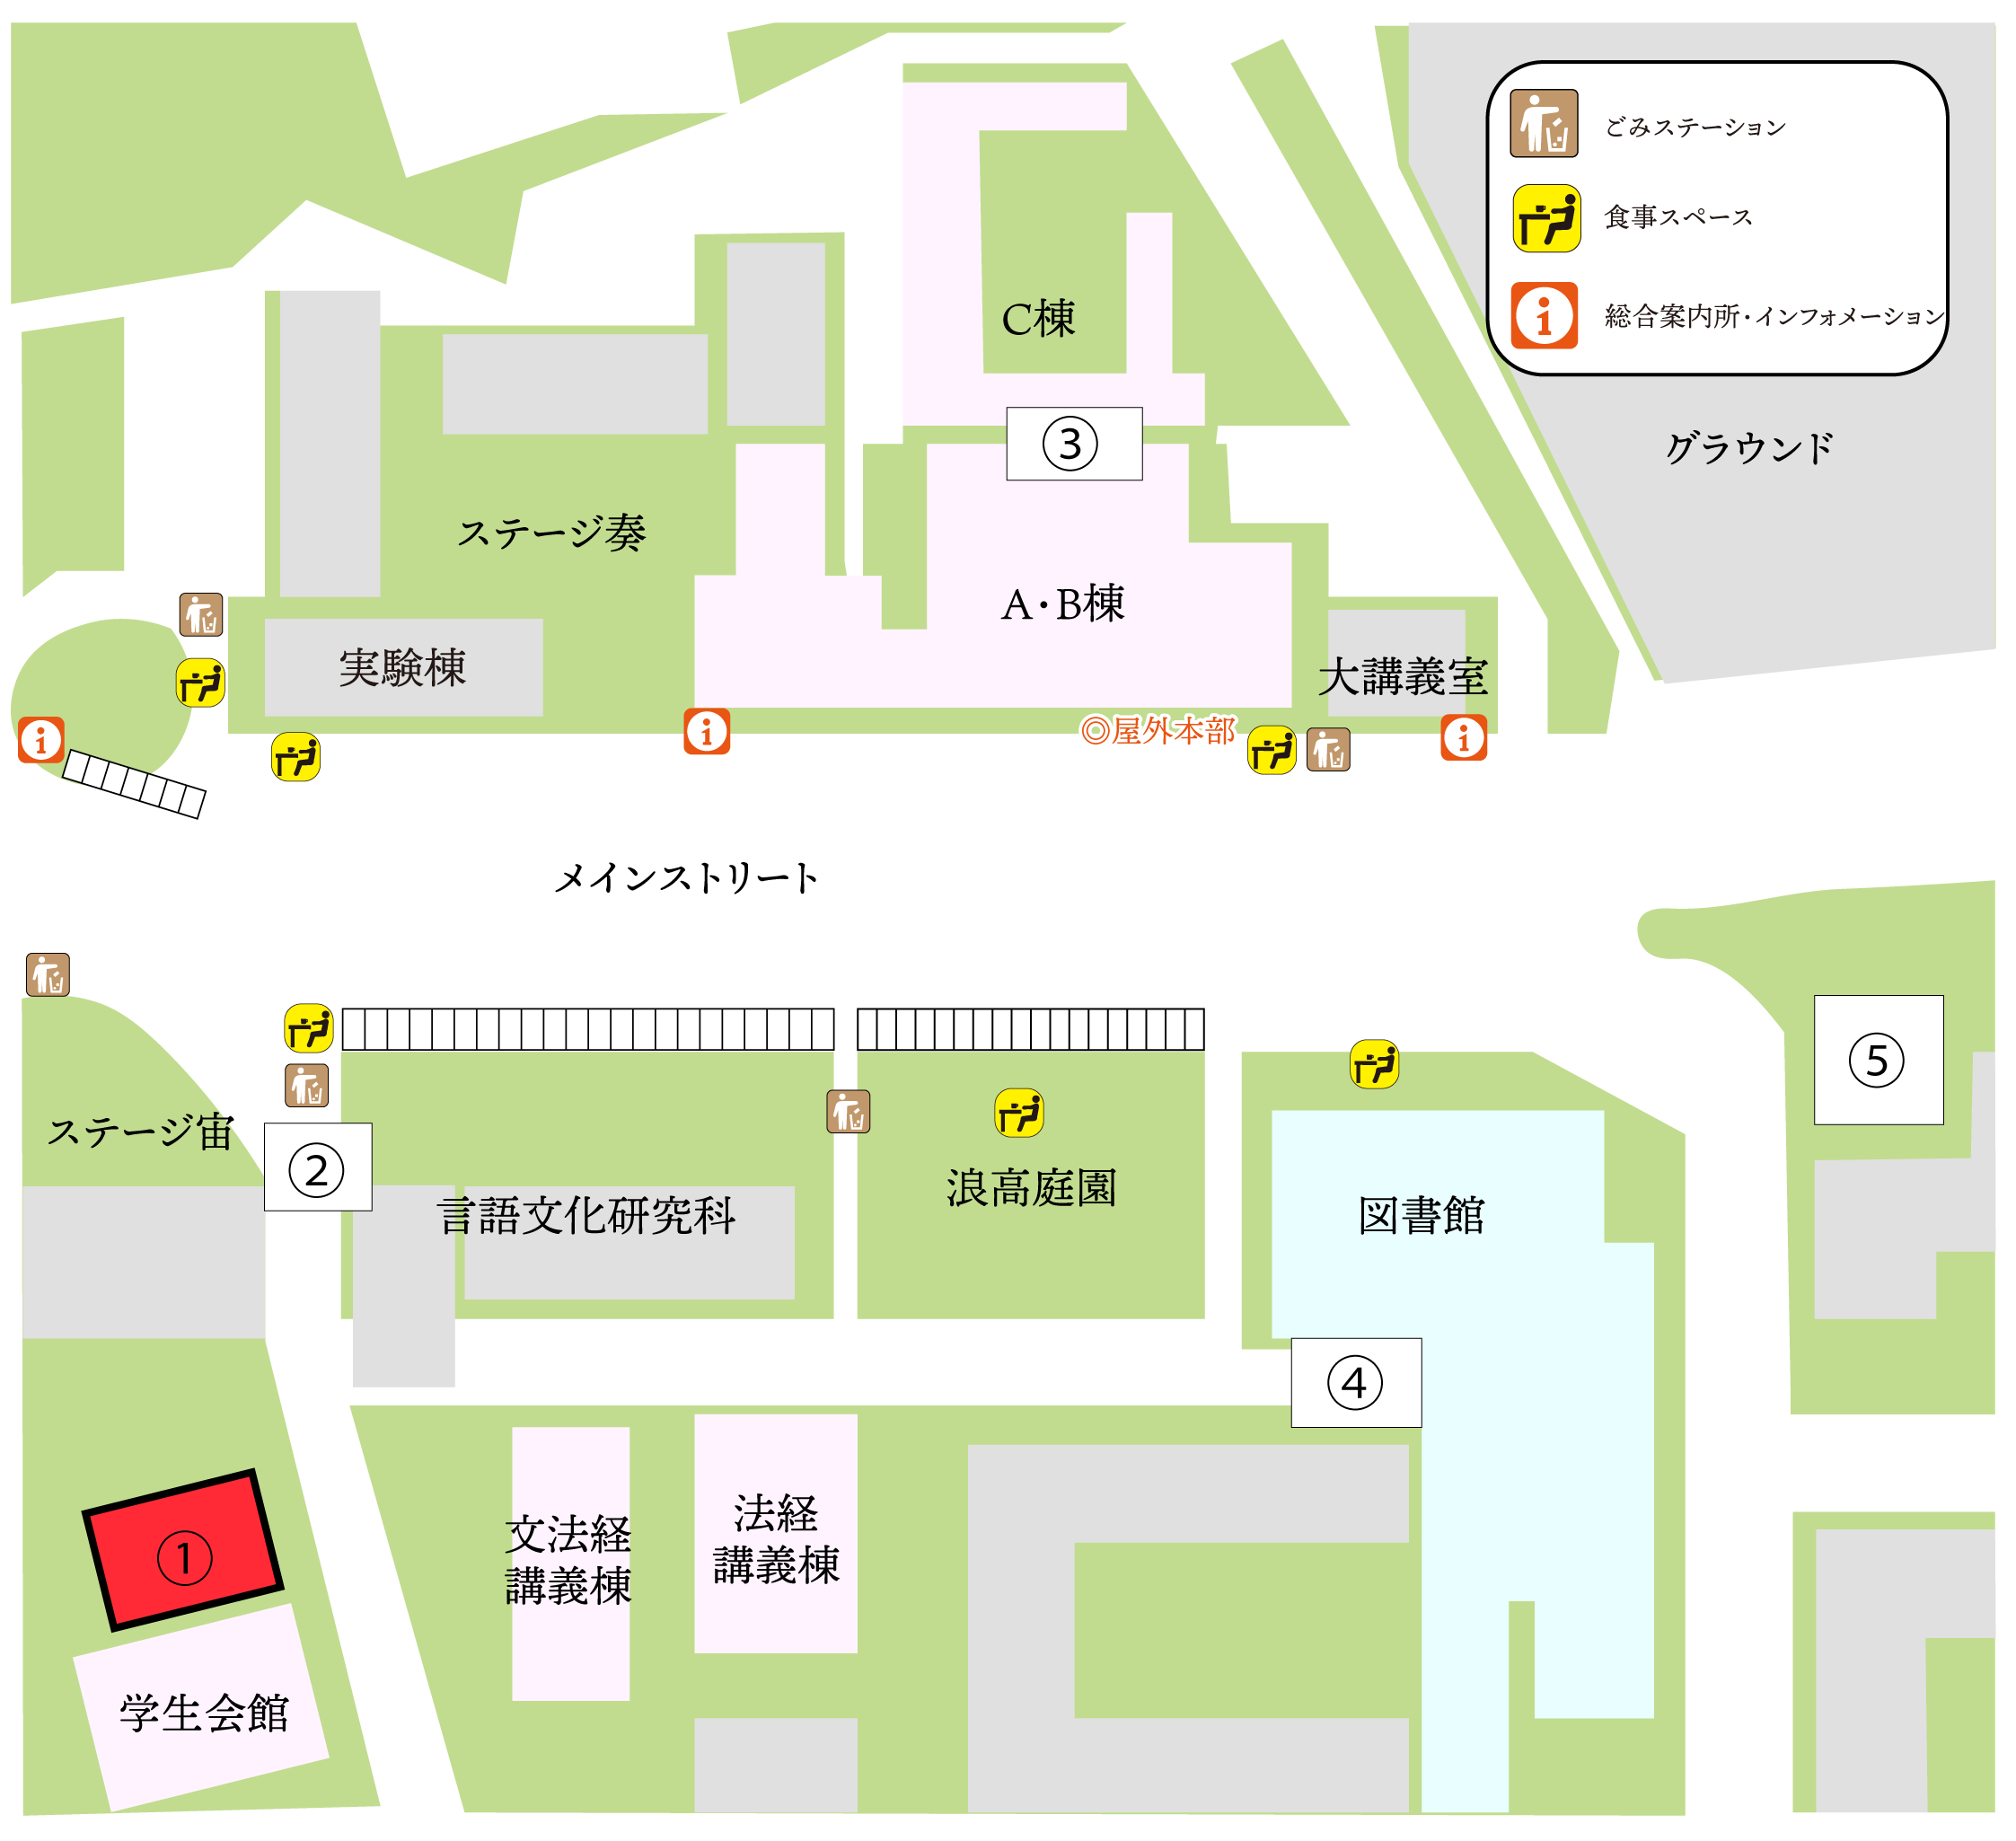 ごみステーション
食事スペース
総合案内所・インフォメーション
C棟
③
グラウンド
ステージ奏
A・B棟
実験棟
大講義室
◎屋外本部
メインストリート
⑤
ステージ宙
②
言語文化研究科
浪高庭園
図書館
④
①
文法経
講義棟
法経
講義棟
学生会館